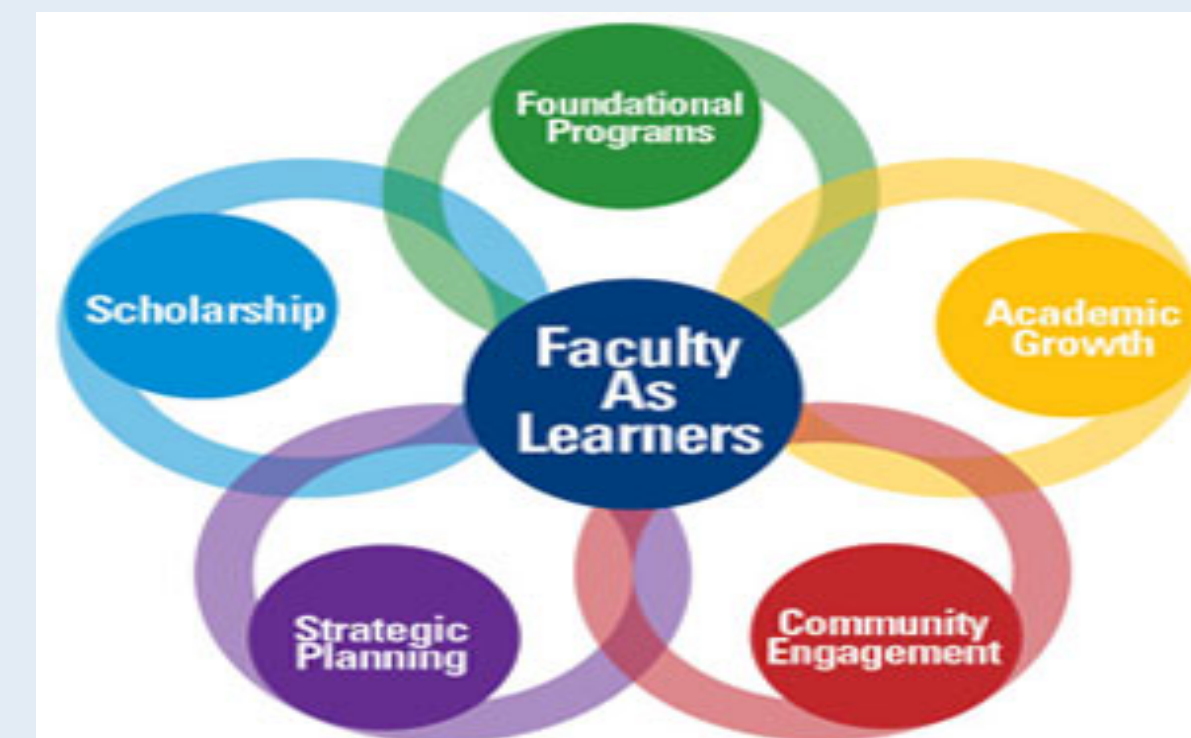 Foundational
Programs
Scholarship
Academic
Growth
Faculty
As
Learners
Strategic
Planning
Community
Engagement